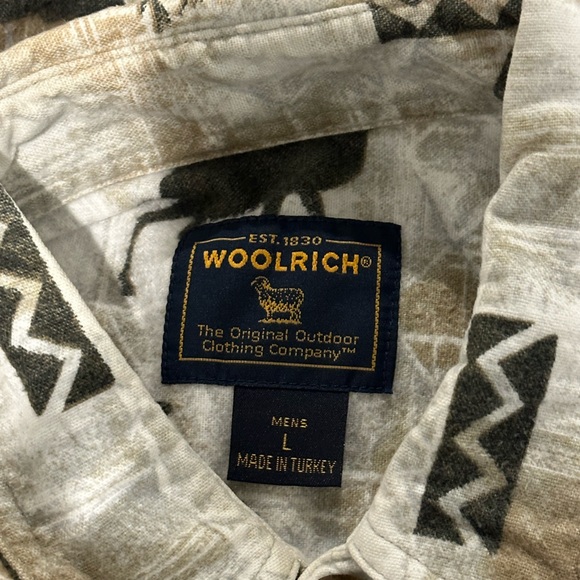 EST. 1830
WOOLRICH®
The Original Outdoor
Clothing Company™
MENS
L
MADE IN TURKEY